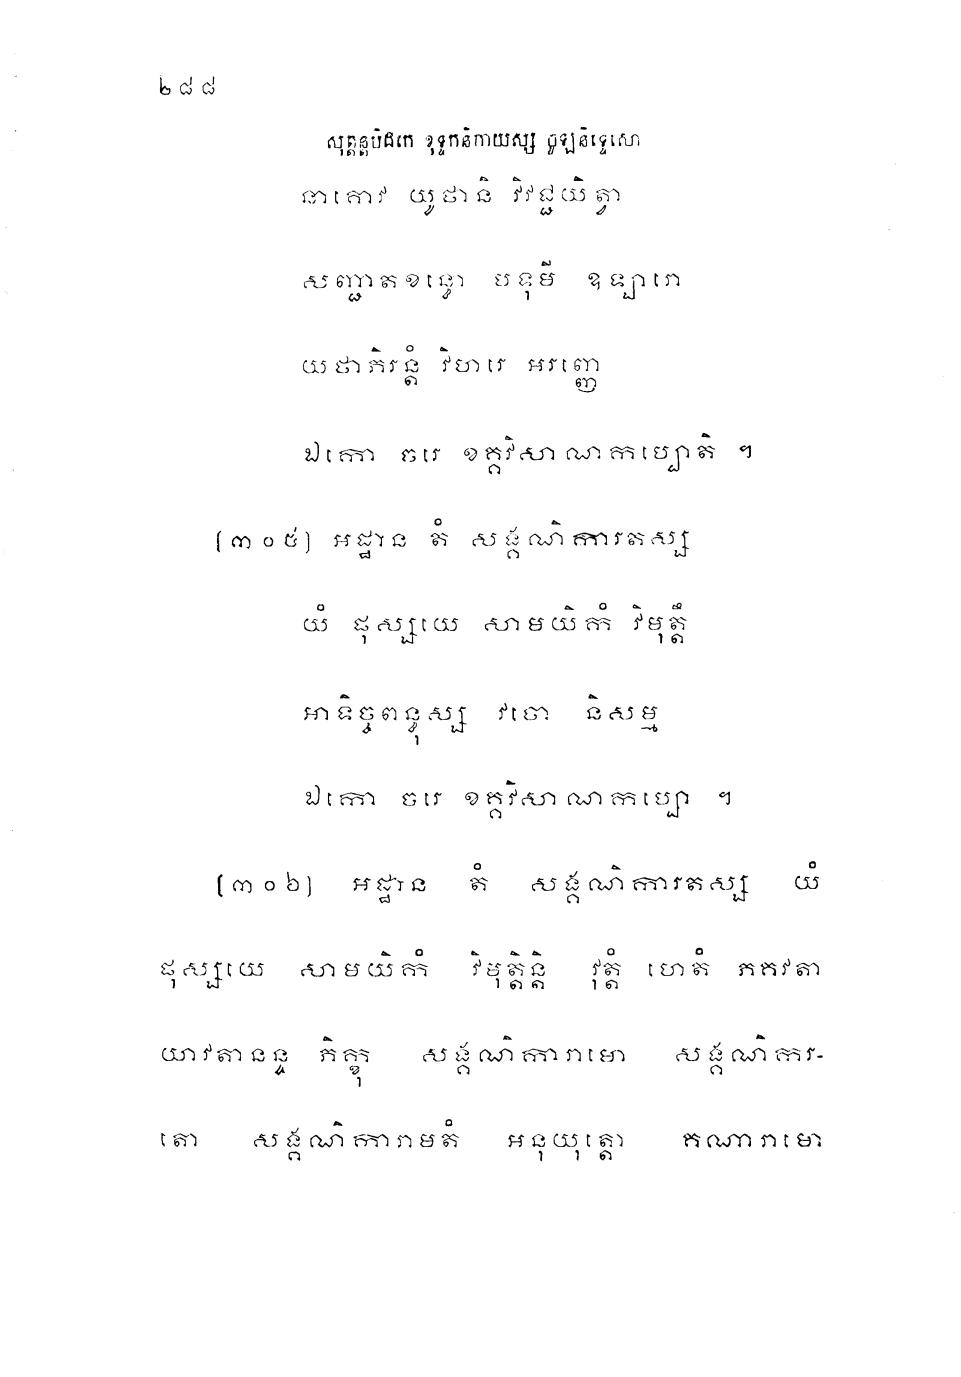 ២៨៨
សុត្តន្តបិដកេ ខុទ្ទកនិកាយស្ស ចូឡនិទ្ទេសោ
នាគោវ យូថានិ វិវជ្ជយិត្វា
សញ្ជាតខន្ធោ បទុមី ឧឡារោ
យថាភិរន្តំ វិហារេ អរញ្ញេ
ឯកោ ចរេ ខគ្គវិសាណកប្បោតិ ។
(៣០៥) អដ្ឋាន តំ សង្គណិការតស្ស
យំ ផុស្សយេ សាមយិកំ វិមុត្តឹ
អាទិច្ចពន្ធុស្ស វចោ និសម្ម
ឯកោ ចរេ ខគ្គវិសាណកប្បោ ។
(៣០៦) អដ្ឋាន តំ សង្គណិការតស្ស យំ
ផុស្សយេ សាមយិកំ វិមុត្តិន្តិ វុត្តំ ហេតំ ភគវតា
យាវតានន្ទ ភិក្ខុ សង្គណិការាមោ សង្គណិករ-
តោ សង្គណិការាមតំ អនុយុត្តោ គណារាមោ